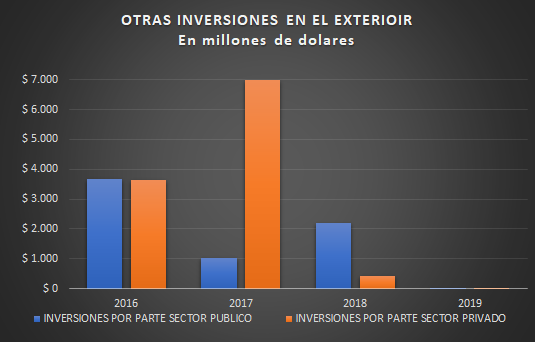 OTRAS INVERSIONES EN EL EXTERIOIR
En millones de dolares
$ 7.000
$ 6.000
$ 5.000
$ 4.000
$ 3.000
$ 2.000
$ 1.000
$ 0
2016 2017 2018 2019
INVERSIONES POR PARTE SECTOR PUBLICO INVERSIONES POR PARTE SECTOR PRIVADO